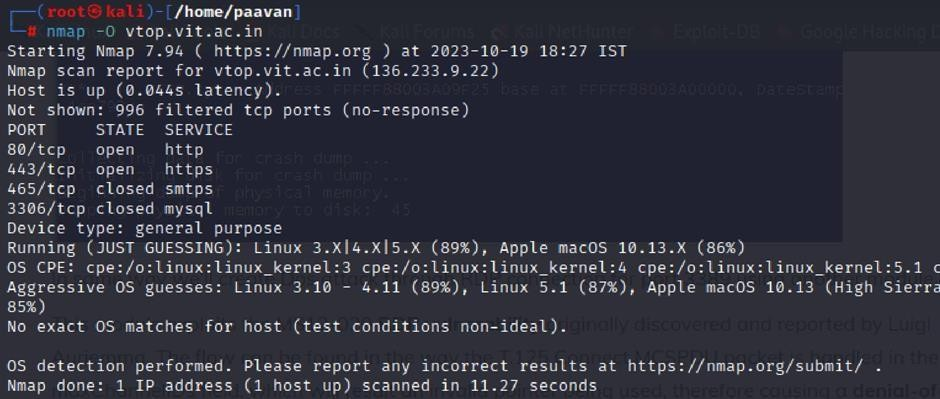 (root㉿kali)-[/home/paavan]
# nmap -O vtop.vit.ac.in
Starting Nmap 7.94 ( https://nmap.org ) at 2023-10-19 18:27 IST
Nmap scan report for vtop.vit.ac.in (136.233.9.22)
Host is up (0.044s latency).
Not shown: 996 filtered tcp ports (no-response)
PORT STATE SERVICE
80/tcp open http
443/tcp open https
465/tcp closed smtps
3306/tcp closed mysql
Device type: general purpose
Running (JUST GUESSING): Linux 3.X|4.X|5.X (89%), Apple macOS 10.13.X (86%)
OS CPE: cpe:/o:linux:linux_kernel:3 cpe:/o:linux:linux_kernel:4 cpe:/o:linux:linux_kernel:5.1 c
Aggressive OS guesses: Linux 3.10 - 4.11 (89%), Linux 5.1 (87%), Apple macOS 10.13 (High Sierra
85%)
No exact OS matches for host (test conditions non-ideal).
OS detection performed. Please report any incorrect results at https://nmap.org/submit/ .
Nmap done: 1 IP address (1 host up) scanned in 11.27 seconds